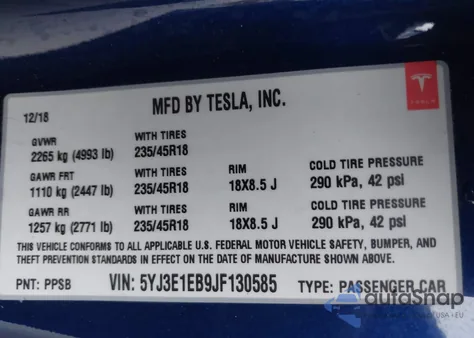 TESLA
12/18 MFD BY TESLA, INC.
GVWR WITH TIRES
2265 kg (4993 lb) 235/45R18
GAWR FRT WITH TIRES RIM COLD TIRE PRESSURE
1110 kg (2447 lb) 235/45R18 18X8.5 J 290 kPa, 42 psi
GAWR RR WITH TIRES RIM COLD TIRE PRESSURE
1257 kg (2771 lb) 235/45R18 18X8.5 J 290 kPa, 42 psi
THIS VEHICLE CONFORMS TO ALL APPLICABLE U.S. FEDERAL MOTOR VEHICLE SAFETY, BUMPER, AND
THEFT PREVENTION STANDARDS IN EFFECT ON THE DATE OF MANUFACTURE SHOWN ABOVE.
PNT: PPSB VIN: 5YJ3E1EB9JF130585 TYPE: PASSENGER CAR
autoSnap